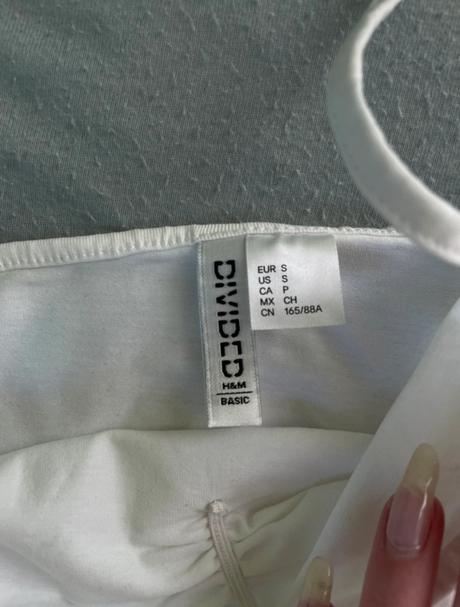 DIVIDED
H&M
BASIC
EUR S
US S
CA P
MX CH
CN 165/88A